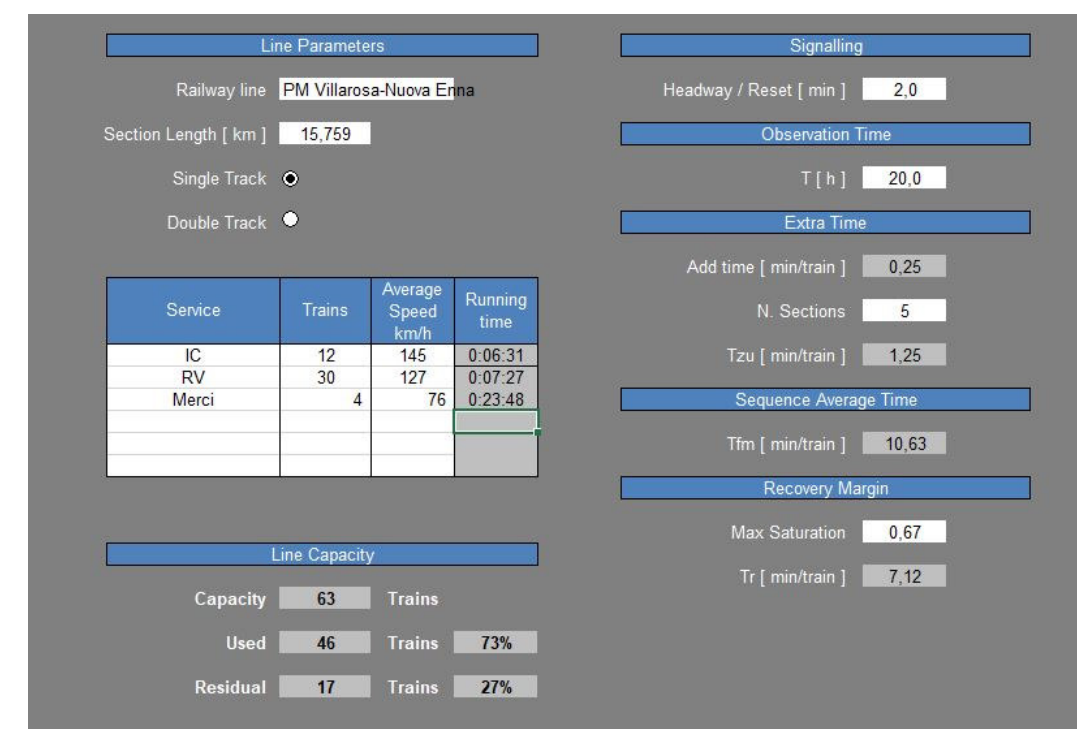 Line Parameters
Railway line PM Villarosa-Nuova Enna
Section Length [ km ] 15,759
Single Track
Double Track
Service Trains Average Speed km/h Running time
IC 12 145 0:06:31
RV 30 127 0:07:27
Merci 4 76 0:23:48
Line Capacity
Capacity 63 Trains
Used 46 Trains 73%
Residual 17 Trains 27%
Signalling
Headway / Reset [ min ] 2,0
Observation Time
T [ h ] 20,0
Extra Time
Add time [ min/train ] 0,25
N. Sections 5
Tzu [ min/train ] 1,25
Sequence Average Time
Tfm [ min/train ] 10,63
Recovery Margin
Max Saturation 0,67
Tr [ min/train ] 7,12